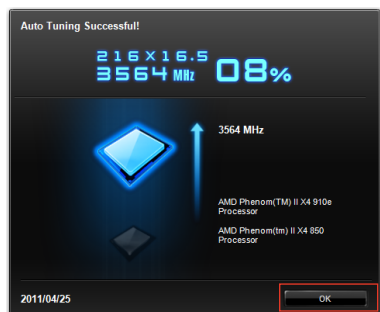 Auto Tuning Successful!
216X16.5
3564 MHz 08%
3564 MHz
AMD Phenom(TM) II X4 910e
Processor
AMD Phenom(tm) II X4 850
Processor
2011/04/25
OK